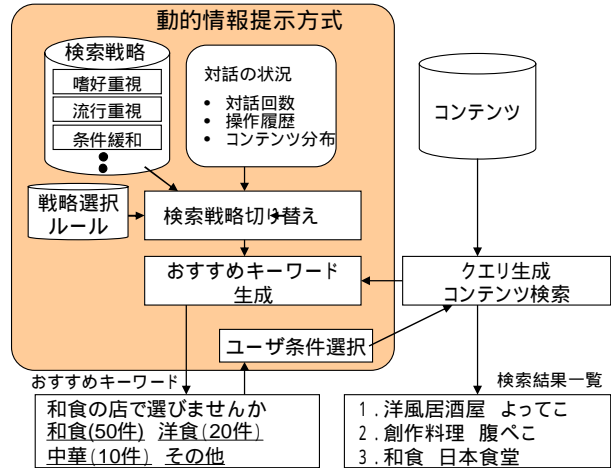 動的情報提示方式
検索戦略
嗜好重視
流行重視
条件緩和
対話の状況
• 対話回数
• 操作履歴
• コンテンツ分布
コンテンツ
戦略選択
ルール
検索戦略切り替え
おすすめキーワード
生成
クエリ生成
コンテンツ検索
ユーザ条件選択
おすすめキーワード
和食の店で選びませんか
和食(50件) 洋食(20件)
中華(10件) その他
検索結果一覧
1.洋風居酒屋 よってこ
2.創作料理 腹ぺこ
3.和食 日本食堂